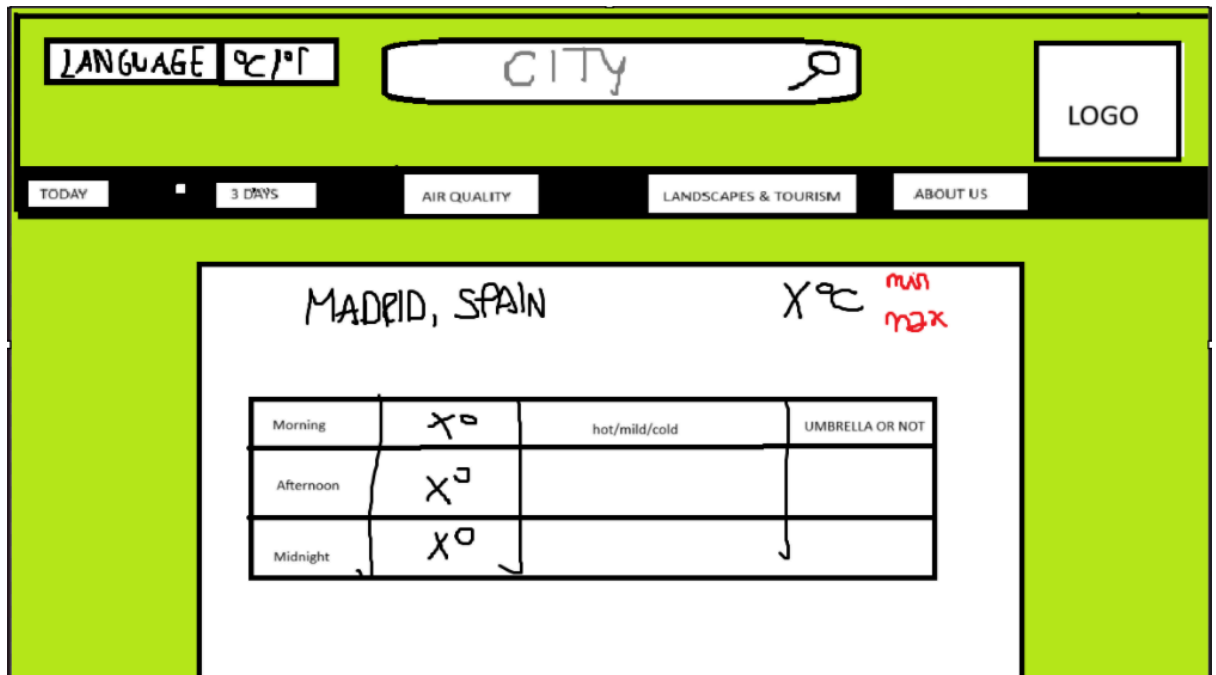 LANGUAGE °C/°F
CITY
LOGO
TODAY
3 DAYS
AIR QUALITY
LANDSCAPES & TOURISM
ABOUT US
MADRID, SPAIN
X°C
min
max
Morning X° hot/mild/cold UMBRELLA OR NOT
Afternoon X°
Midnight X°